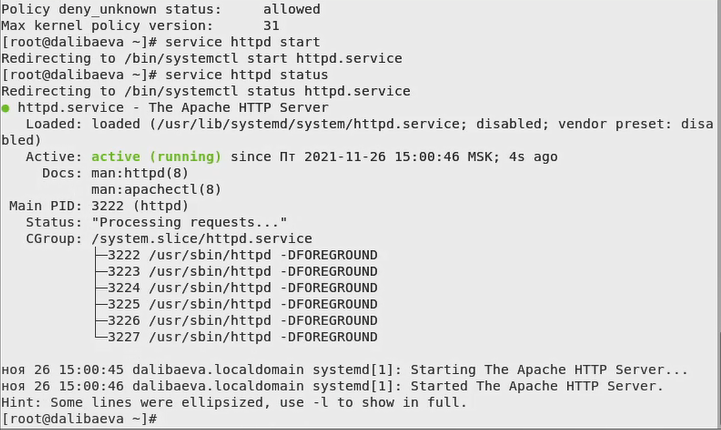 Policy deny_unknown status:     allowed
Max kernel policy version:      31
[root@dalibaeva ~]# service httpd start
Redirecting to /bin/systemctl start httpd.service
[root@dalibaeva ~]# service httpd status
Redirecting to /bin/systemctl status httpd.service
● httpd.service - The Apache HTTP Server
   Loaded: loaded (/usr/lib/systemd/system/httpd.service; disabled; vendor preset: disa
bled)
   Active: active (running) since Пт 2021-11-26 15:00:46 MSK; 4s ago
     Docs: man:httpd(8)
           man:apachectl(8)
 Main PID: 3222 (httpd)
   Status: "Processing requests..."
   CGroup: /system.slice/httpd.service
           ├─3222 /usr/sbin/httpd -DFOREGROUND
           ├─3223 /usr/sbin/httpd -DFOREGROUND
           ├─3224 /usr/sbin/httpd -DFOREGROUND
           ├─3225 /usr/sbin/httpd -DFOREGROUND
           ├─3226 /usr/sbin/httpd -DFOREGROUND
           └─3227 /usr/sbin/httpd -DFOREGROUND

ноя 26 15:00:45 dalibaeva.localdomain systemd[1]: Starting The Apache HTTP Server...
ноя 26 15:00:46 dalibaeva.localdomain systemd[1]: Started The Apache HTTP Server.
Hint: Some lines were ellipsized, use -l to show in full.
[root@dalibaeva ~]#